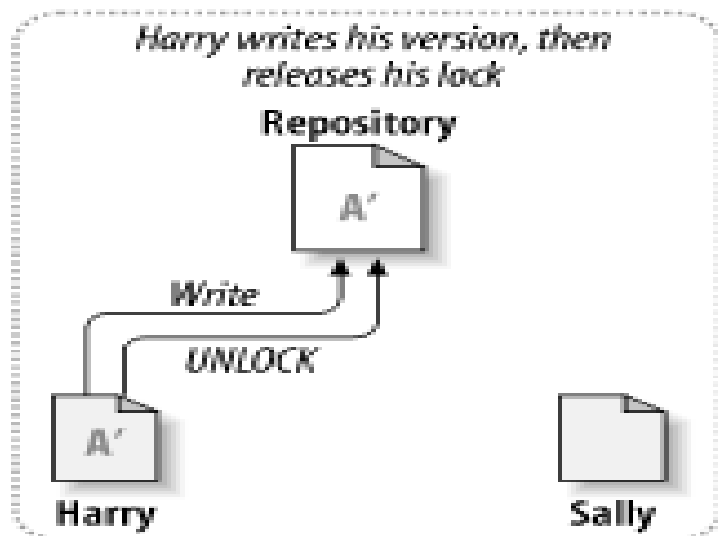 Harry writes his version, then
releases his lock
Repository
A′
Write
UNLOCK
A′
Harry
Sally